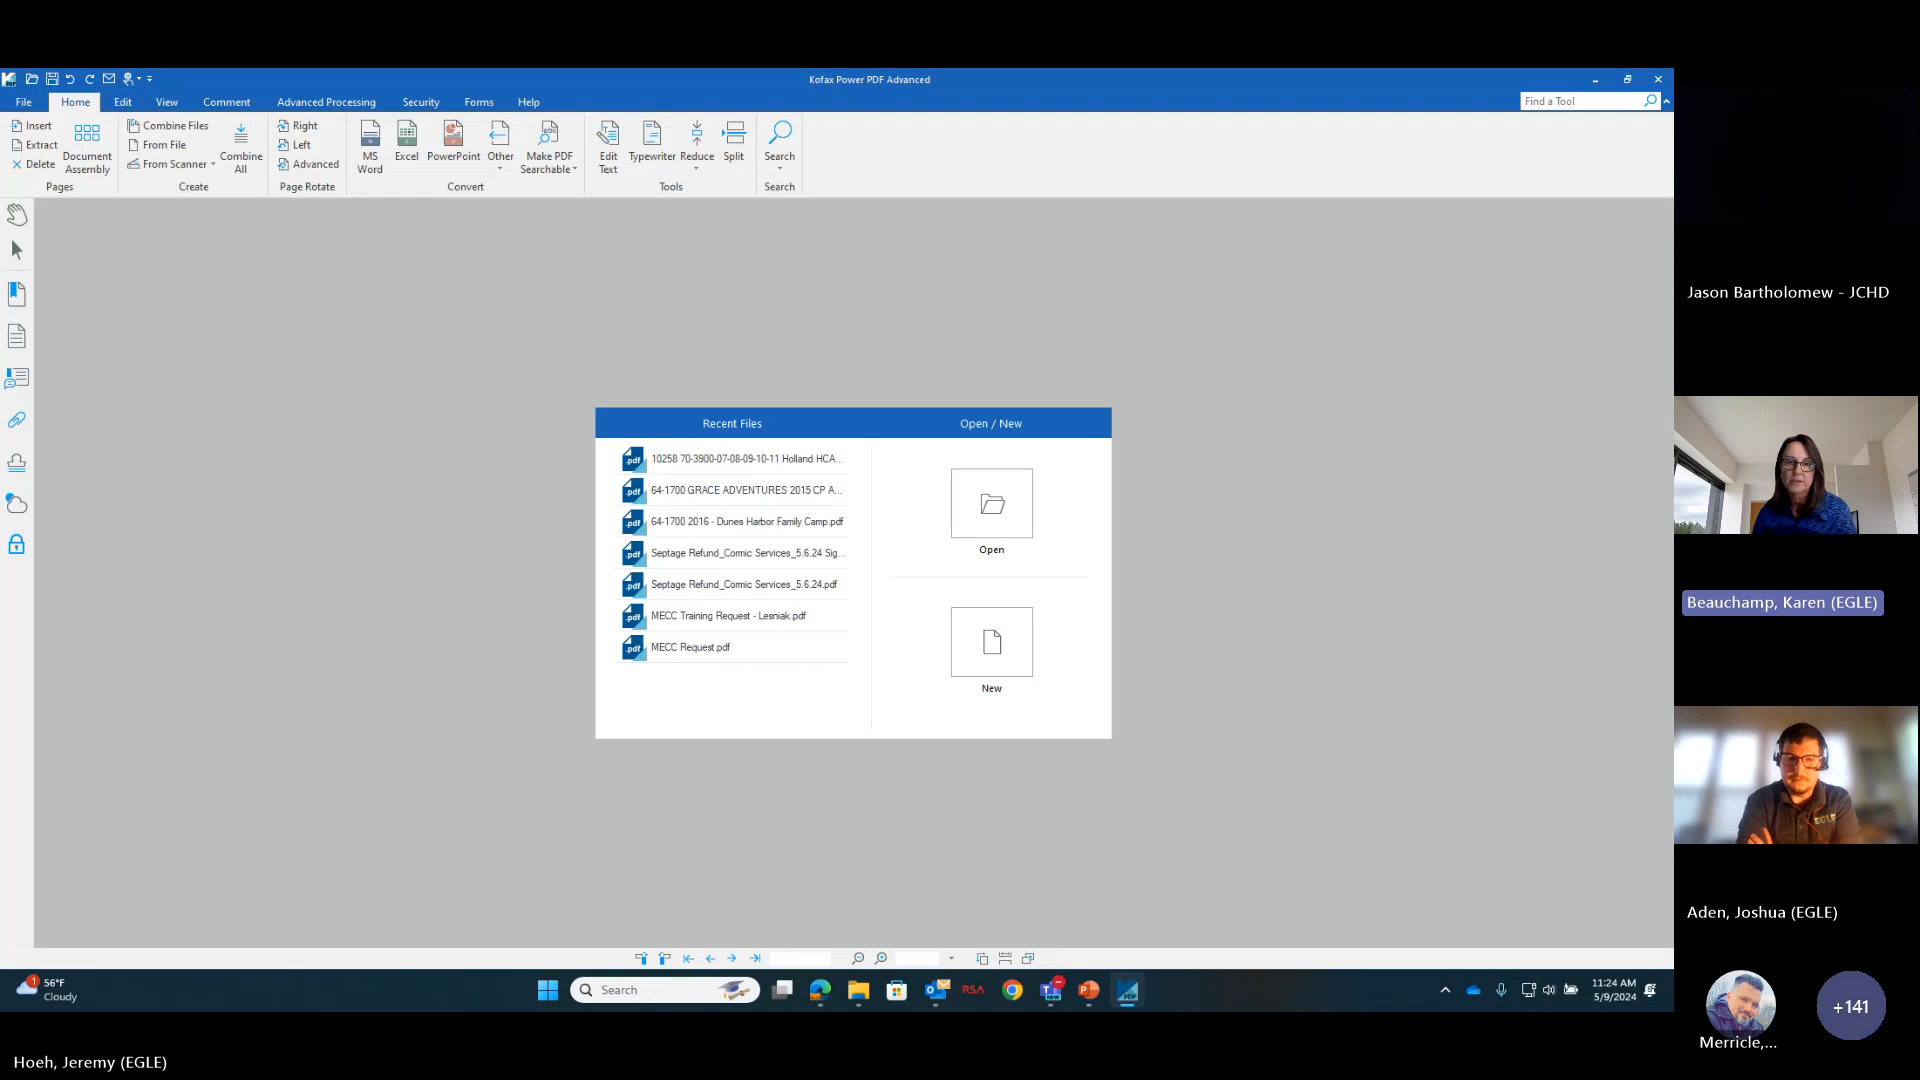 Kofax Power PDF Advanced
File Home Edit View Comment Advanced Processing Security Forms Help
Find a Tool
Insert
Extract
Delete
Document
Assembly
Pages
Combine Files
From File
From Scanner
Combine
All
Create
Right
Left
Advanced
Page Rotate
MS
Word
Excel
PowerPoint
Other
Make PDF
Searchable
Convert
Edit
Text
Typewriter
Reduce
Split
Tools
Search
Search
Recent Files
10258 70-3900-07-08-09-10-11 Holland HCA...
64-1700 GRACE ADVENTURES 2015 CP A...
64-1700 2016 - Dunes Harbor Family Camp.pdf
Septage Refund_Comic Services_5.6.24 Sig...
Septage Refund_Comic Services_5.6.24.pdf
MECC Training Request - Lesniak.pdf
MECC Request.pdf
Open / New
Open
New
Jason Bartholomew - JCHD
Beauchamp, Karen (EGLE)
EGLE
Aden, Joshua (EGLE)
Merricle,...
+141
1
56°F
Cloudy
Search
RSA
11:24 AM
5/9/2024
Hoeh, Jeremy (EGLE)